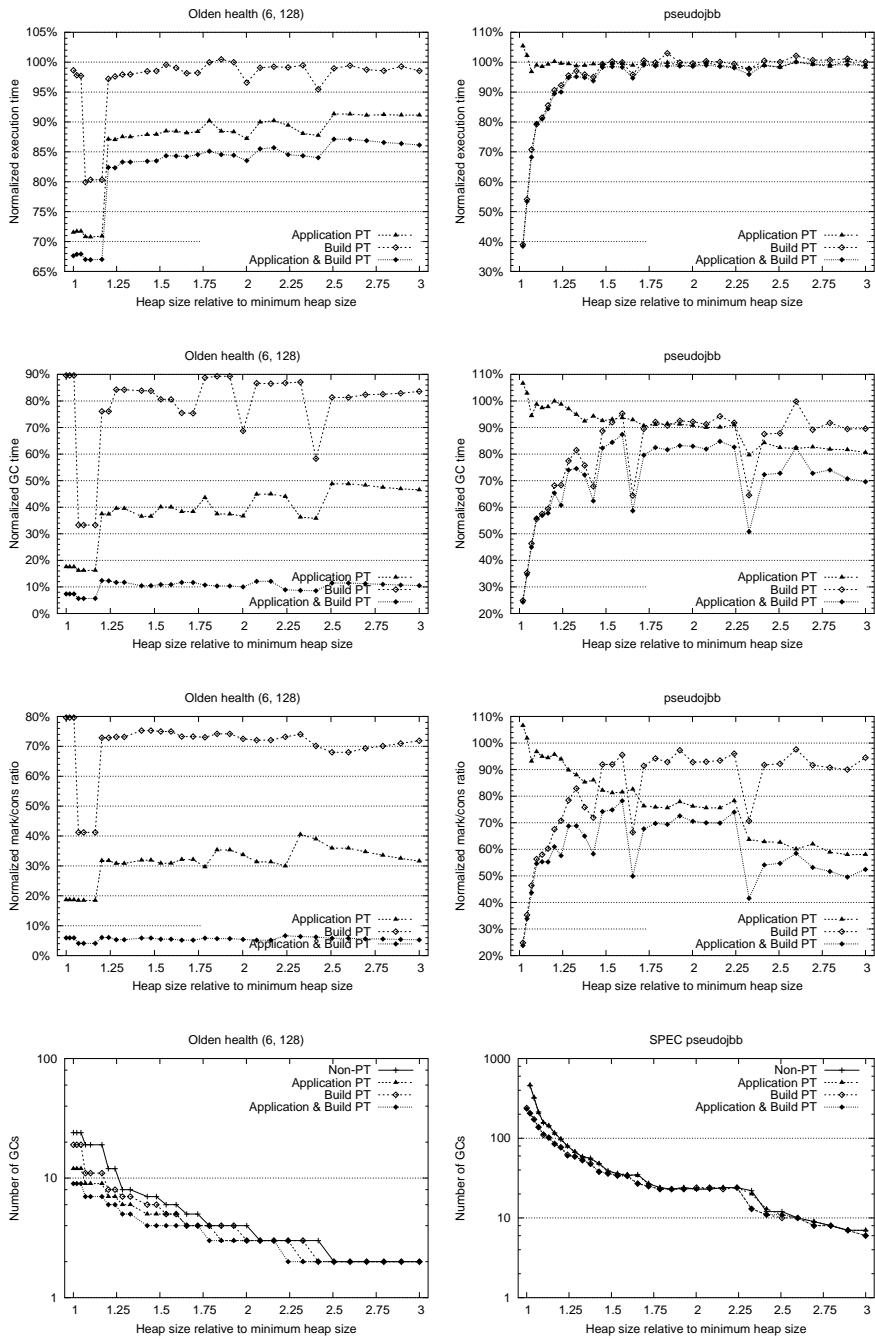 Olden health (6, 128)
105%
100%
95%
90%
85%
80%
75%
70%
65%
Normalized execution time
Application PT
Build PT
Application & Build PT
1 1.25 1.5 1.75 2 2.25 2.5 2.75 3
Heap size relative to minimum heap size
pseudojbb
110%
100%
90%
80%
70%
60%
50%
40%
30%
Normalized execution time
Application PT
Build PT
Application & Build PT
1 1.25 1.5 1.75 2 2.25 2.5 2.75 3
Heap size relative to minimum heap size
Olden health (6, 128)
90%
80%
70%
60%
50%
40%
30%
20%
10%
0%
Normalized GC time
Application PT
Build PT
Application & Build PT
1 1.25 1.5 1.75 2 2.25 2.5 2.75 3
Heap size relative to minimum heap size
pseudojbb
110%
100%
90%
80%
70%
60%
50%
40%
30%
20%
Normalized GC time
Application PT
Build PT
Application & Build PT
1 1.25 1.5 1.75 2 2.25 2.5 2.75 3
Heap size relative to minimum heap size
Olden health (6, 128)
80%
70%
60%
50%
40%
30%
20%
10%
0%
Normalized mark/cons ratio
Application PT
Build PT
Application & Build PT
1 1.25 1.5 1.75 2 2.25 2.5 2.75 3
Heap size relative to minimum heap size
pseudojbb
110%
100%
90%
80%
70%
60%
50%
40%
30%
20%
Normalized mark/cons ratio
Application PT
Build PT
Application & Build PT
1 1.25 1.5 1.75 2 2.25 2.5 2.75 3
Heap size relative to minimum heap size
Olden health (6, 128)
100
10
1
Number of GCs
Non-PT
Application PT
Build PT
Application & Build PT
1 1.25 1.5 1.75 2 2.25 2.5 2.75 3
Heap size relative to minimum heap size
SPEC pseudojbb
1000
100
10
1
Number of GCs
Non-PT
Application PT
Build PT
Application & Build PT
1 1.25 1.5 1.75 2 2.25 2.5 2.75 3
Heap size relative to minimum heap size